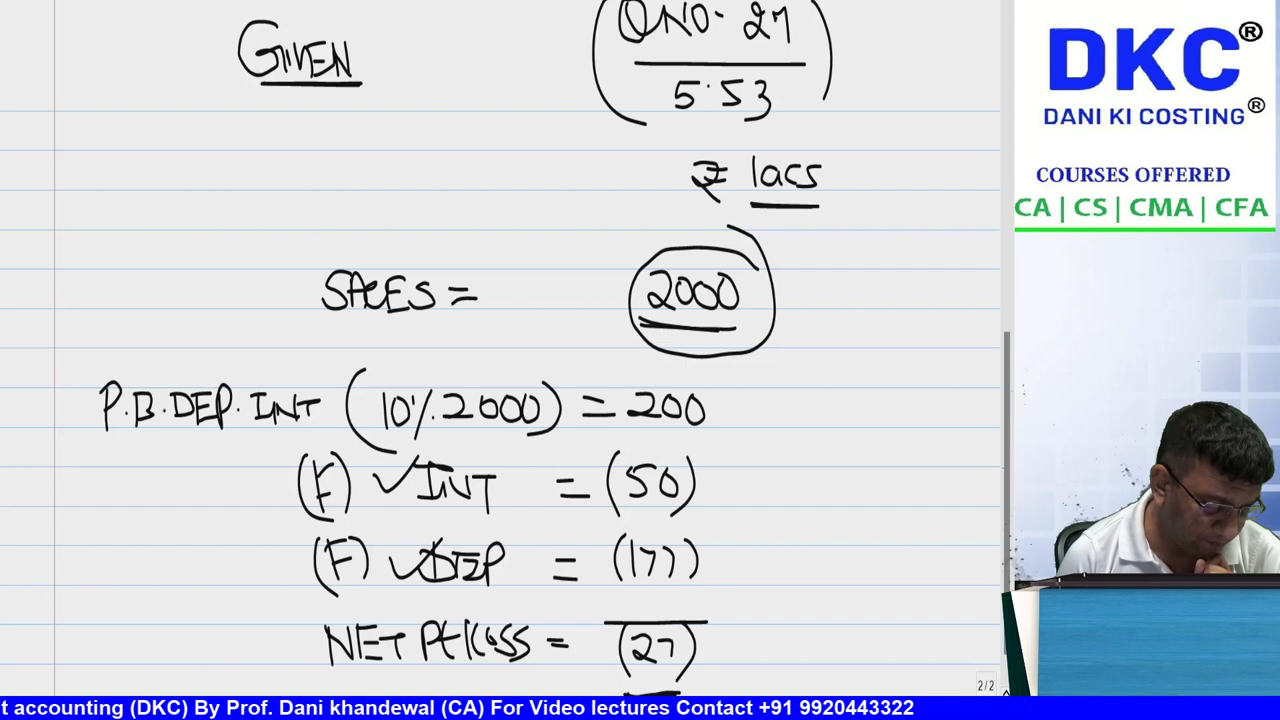 GIVEN
QNO. 27
5.53
₹ lacs
SALES = 2000
P.B.DEP.INT (10%.2000) = 200
(F) ✓INT = (50)
(F) ✓DEP = (177)
NET P&LOSS = (27)
2/2
DKC®
DANI KI COSTING®
COURSES OFFERED
CA | CS | CMA | CFA
t accounting (DKC) By Prof. Dani khandewal (CA) For Video lectures Contact +91 9920443322